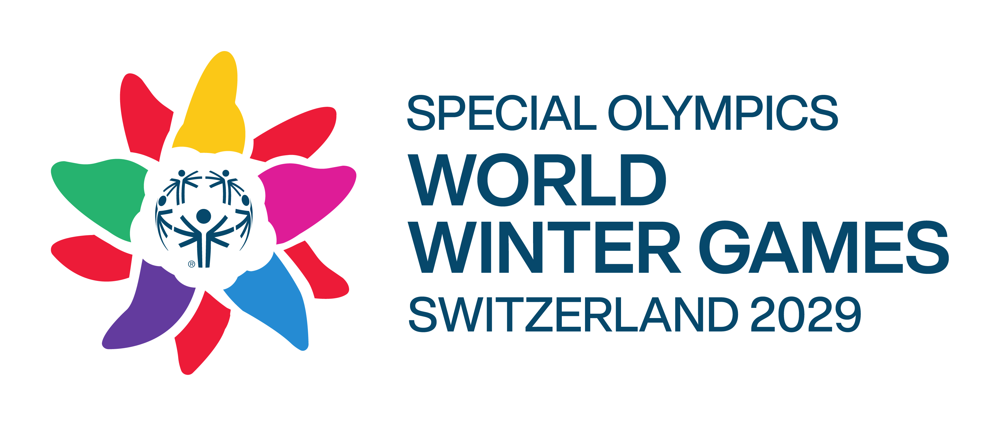 SPECIAL OLYMPICS
WORLD
WINTER GAMES
SWITZERLAND 2029
®